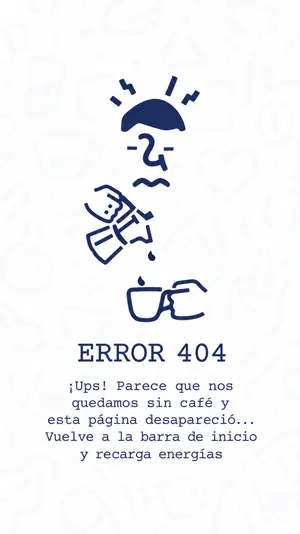 ERROR 404
¡Ups! Parece que nos
quedamos sin café y
esta página desapareció...
Vuelve a la barra de inicio
y recarga energías